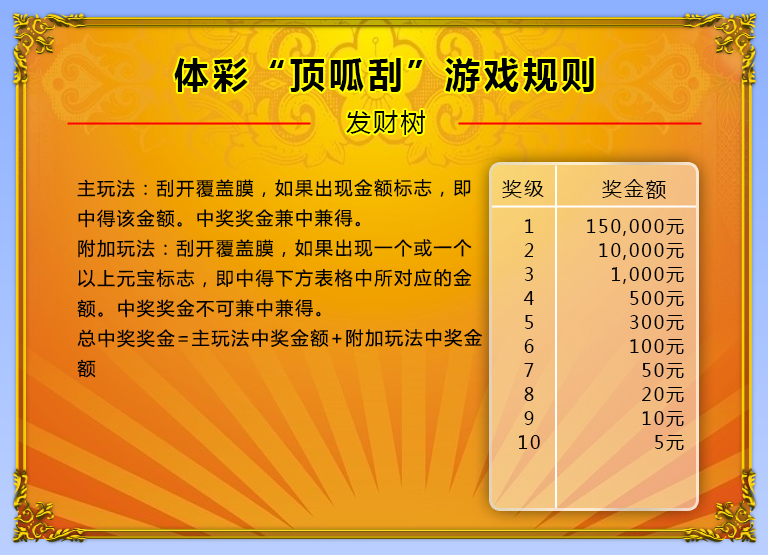 体彩“顶呱刮”游戏规则
发财树
主玩法：刮开覆盖膜，如果出现金额标志，即
中得该金额。中奖奖金兼中兼得。
附加玩法：刮开覆盖膜，如果出现一个或一个
以上元宝标志，即中得下方表格中所对应的金
额。中奖奖金不可兼中兼得。
总中奖奖金=主玩法中奖金额+附加玩法中奖金
额
奖级 奖金额
1 150,000元
2 10,000元
3 1,000元
4 500元
5 300元
6 100元
7 50元
8 20元
9 10元
10 5元